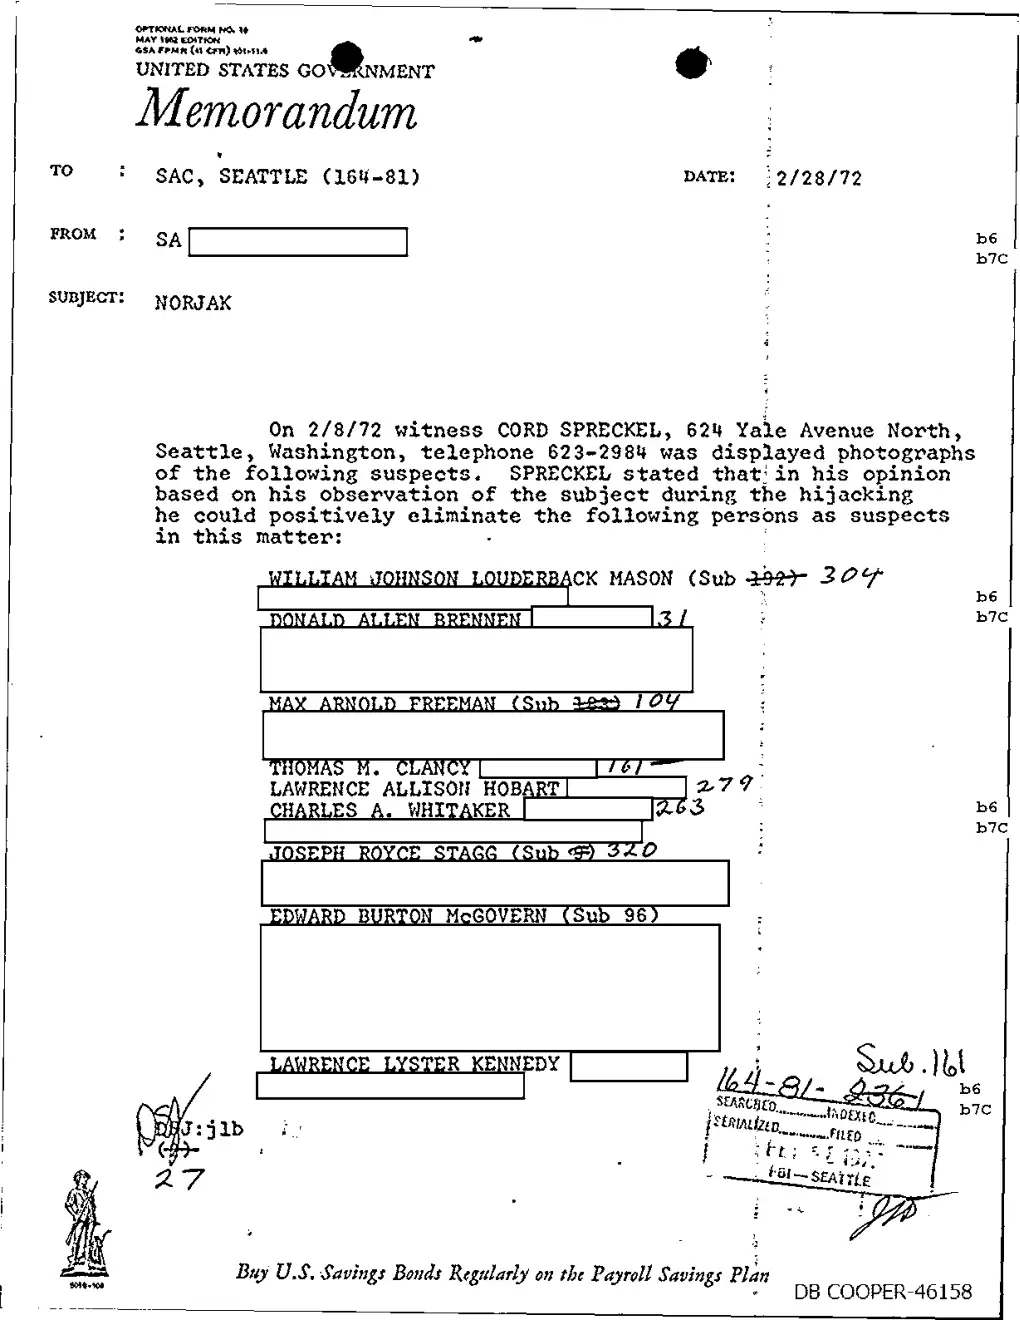 OPTIONAL FORM NO. 10
MAY 1962 EDITION
GSA FPMR (41 CFR) 101-11.6
UNITED STATES GOVERNMENT
Memorandum
TO : SAC, SEATTLE (164-81) DATE: 2/28/72
FROM : SA b6
b7C
SUBJECT: NORJAK
On 2/8/72 witness CORD SPRECKEL, 624 Yale Avenue North,
Seattle, Washington, telephone 623-2984 was displayed photographs
of the following suspects. SPRECKEL stated that in his opinion
based on his observation of the subject during the hijacking
he could positively eliminate the following persons as suspects
in this matter:
WILLIAM JOHNSON LOUDERBACK MASON (Sub 192) 304
b6
DONALD ALLEN BRENNEN 31 b7C
MAX ARNOLD FREEMAN (Sub 104
THOMAS M. CLANCY 161
LAWRENCE ALLISON HOBART 279
CHARLES A. WHITAKER 263 b6
b7C
JOSEPH ROYCE STAGG (Sub 320
EDWARD BURTON McGOVERN (Sub 96)
LAWRENCE LYSTER KENNEDY
Sub. 161
164-81-2361 b6
b7C
SEARCHED INDEXED
SERIALIZED FILED
FBI—SEATTLE
J:jlb
27
5010-108
Buy U.S. Savings Bonds Regularly on the Payroll Savings Plan
DB COOPER-46158